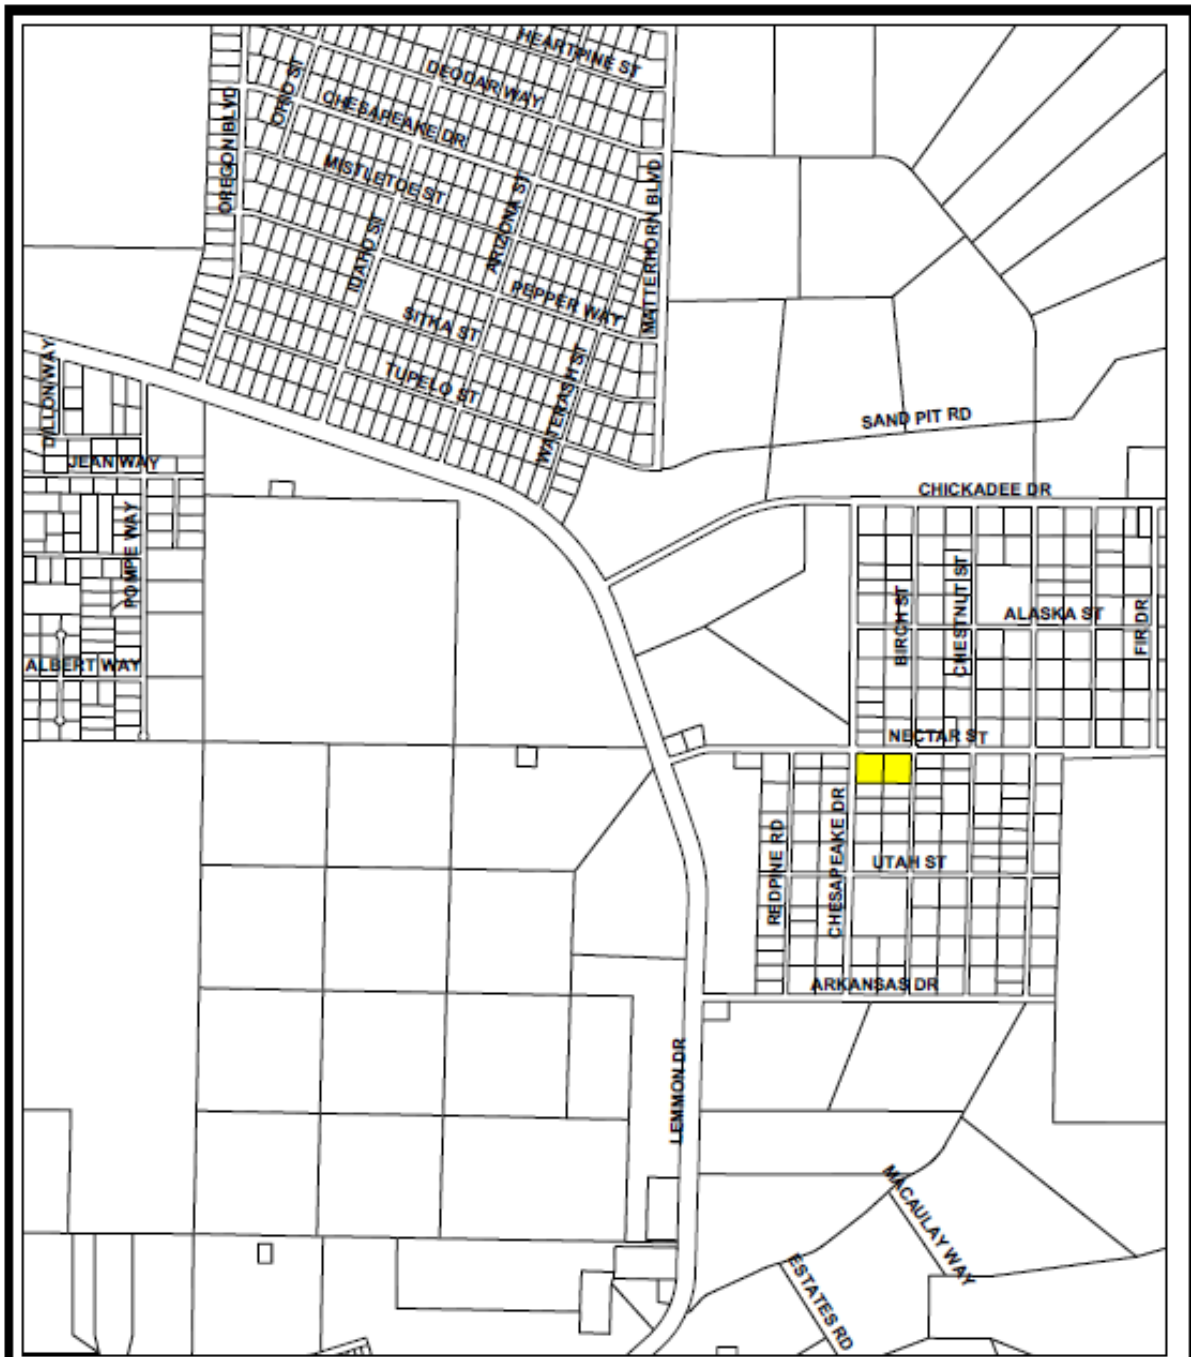 HEARTPINE ST
DEODAR WAY
OHIO ST
CHESAPEAKE DR
OREGON BLVD
MISTLETOE ST
MATTERHORN BLVD
ARIZONA ST
IDAHO ST
PEPPER WAY
SITKA ST
TUPELO ST
WATERASH ST
DILLON WAY
SAND PIT RD
JEAN WAY
CHICKADEE DR
POMPE WAY
BIRCH ST
CHESTNUT ST
ALASKA ST
FIR DR
ALBERT WAY
NECTAR ST
REDPINE RD
CHESAPEAKE DR
UTAH ST
ARKANSAS DR
LEMMON DR
MACAULAY WAY
ESTATES RD